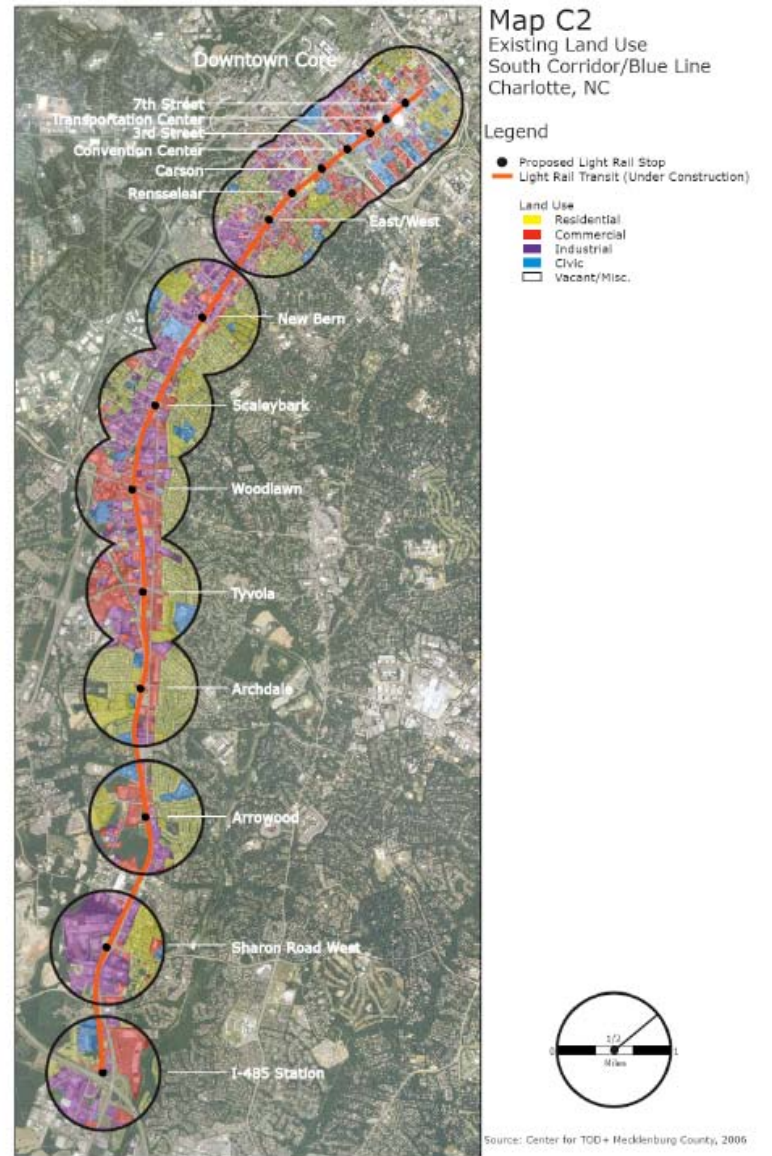 Map C2
Existing Land Use
South Corridor/Blue Line
Charlotte, NC
Legend
Proposed Light Rail Stop
Light Rail Transit (Under Construction)
Land Use
Residential
Commercial
Industrial
Civic
Vacant/Misc.
Downtown Core
7th Street
Transportation Center
3rd Street
Convention Center
Carson
Rensselear
East/West
New Bern
Scaleybark
Woodlawn
Tyvola
Archdale
Arrowood
Sharon Road West
I-485 Station
1/2
0 1
Miles
Source: Center for TOD+ Mecklenburg County, 2006